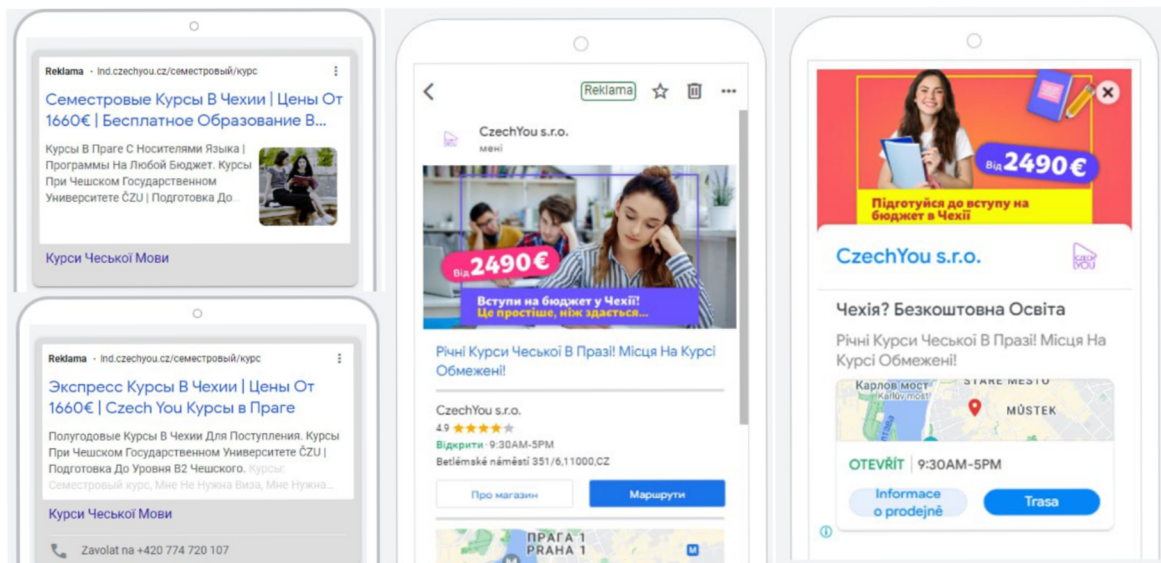 Reklama · lnd.czechyou.cz/семестровый/курс
Семестровые Курсы В Чехии | Цены От
1660€ | Бесплатное Образование В...
Курсы В Праге С Носителями Языка |
Программы На Любой Бюджет. Курсы
При Чешском Государственном
Университете ČZU | Подготовка До...
Курси Чеської Мови
Reklama · lnd.czechyou.cz/семестровый/курс
Экспресс Курсы В Чехии | Цены От
1660€ | Czech You Курсы в Праге
Полугодовые Курсы В Чехии Для Поступления. Курсы
При Чешском Государственном Университете ČZU |
Подготовка До Уровня B2 Чешского. Курсы:
Семестровый курс, Мне Не Нужна Виза, Мне Нужна...
Курси Чеської Мови
Zavolat na +420 774 720 107
Reklama
CzechYou s.r.o.
мені
Від 2490€
Вступи на бюджет у Чехії!
Це простіше, ніж здається...
Річні Курси Чеської В Празі! Місця На Курсі
Обмежені!
CzechYou s.r.o.
4.9
Відкрити · 9:30AM-5PM
Betlémské náměstí 351/6,11000,CZ
Про магазин
Маршрути
ПРАГА 1
PRAHA 1
M
Від 2490€
Підготуйся до вступу на
бюджет в Чехії
CzechYou s.r.o.
CZECH
YOU
Чехія? Безкоштовна Освіта
Річні Курси Чеської В Празі! Місця На
Курсі Обмежені!
Карлов мост
Karlův most
STARÉ MĚSTO
MŮSTEK
OTEVŘÍT | 9:30AM-5PM
Informace
o prodejně
Trasa